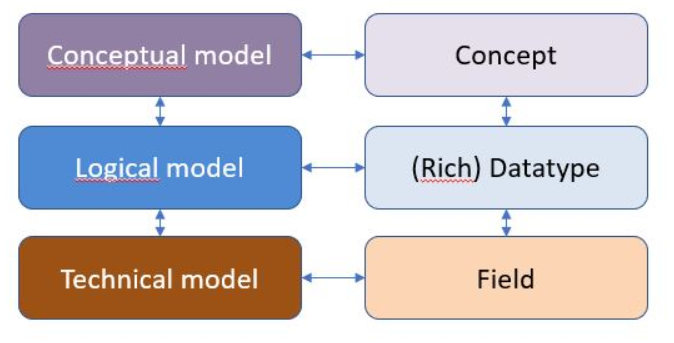 Conceptual model
Concept
Logical model
(Rich) Datatype
Technical model
Field